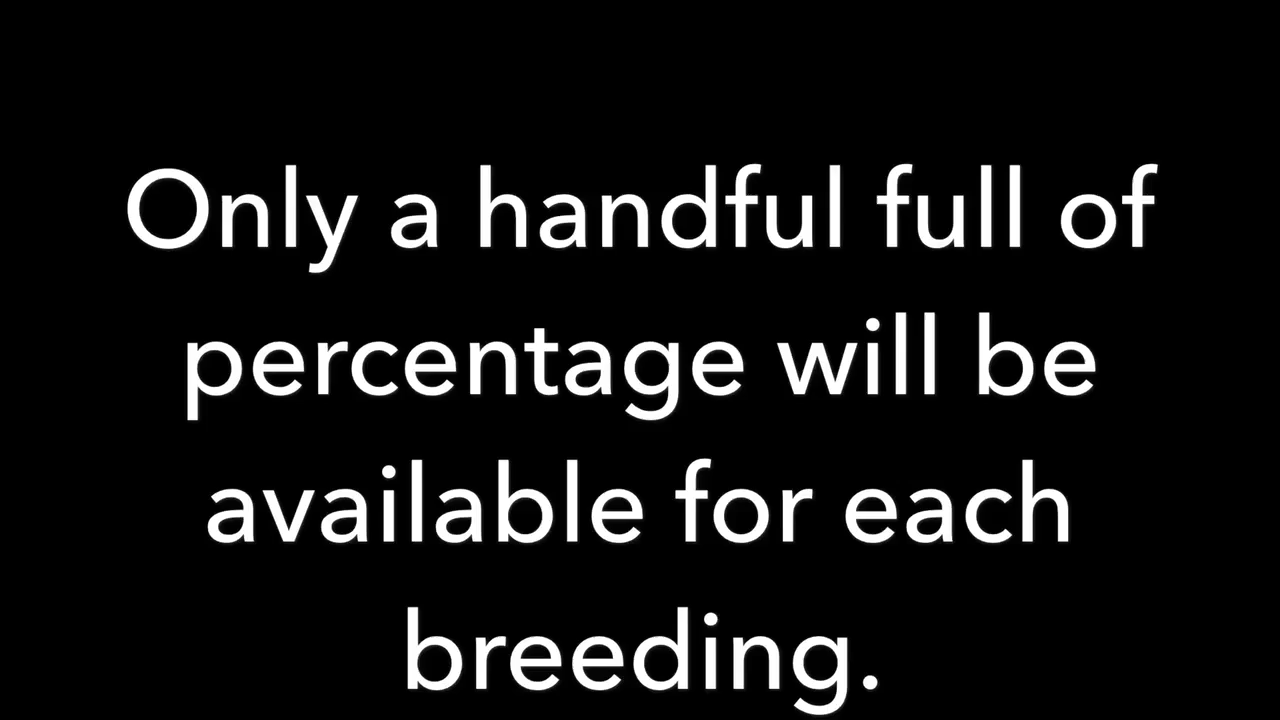 Only a handful full of
percentage will be
available for each
breeding.